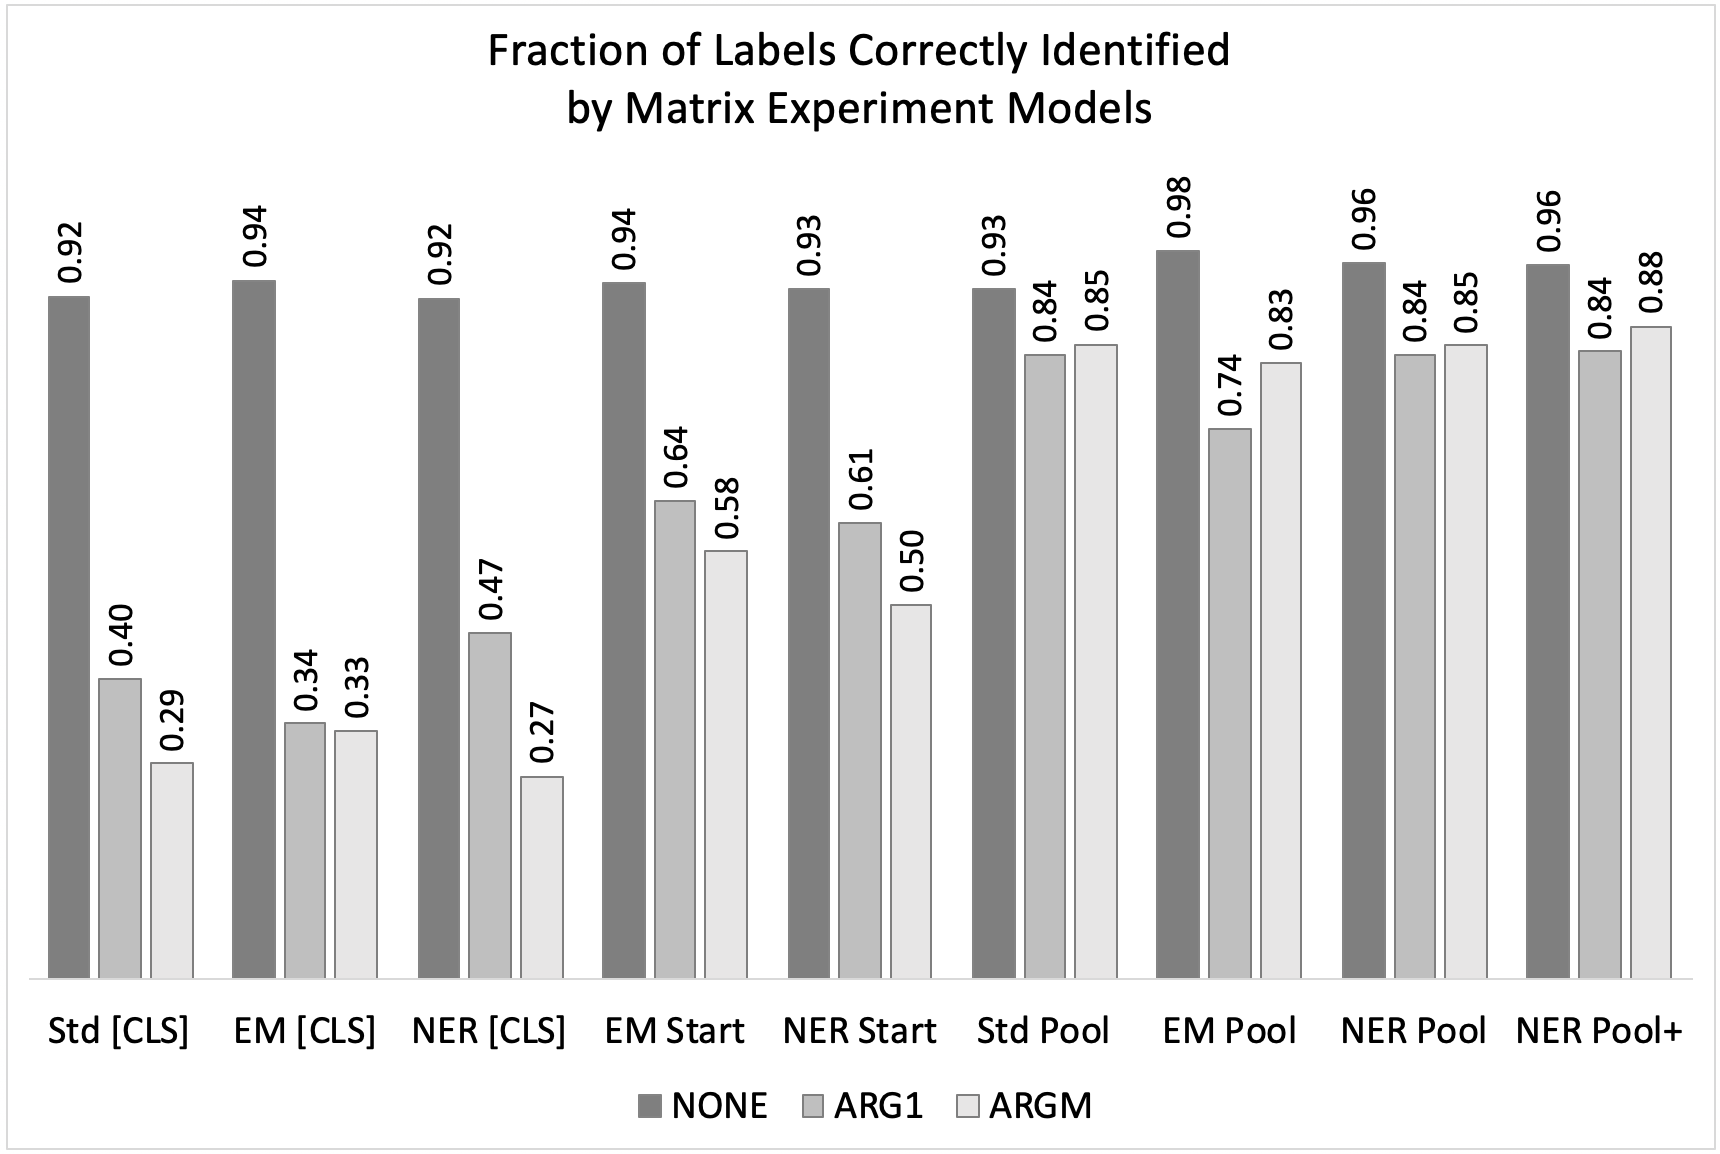 Fraction of Labels Correctly Identified
by Matrix Experiment Models
0.92 0.40 0.29 0.94 0.34 0.33 0.92 0.47 0.27 0.94 0.64 0.58 0.93 0.61 0.50 0.93 0.84 0.85 0.98 0.74 0.83 0.96 0.84 0.85 0.96 0.84 0.88
Std [CLS] EM [CLS] NER [CLS] EM Start NER Start Std Pool EM Pool NER Pool NER Pool+
NONE ARG1 ARGM